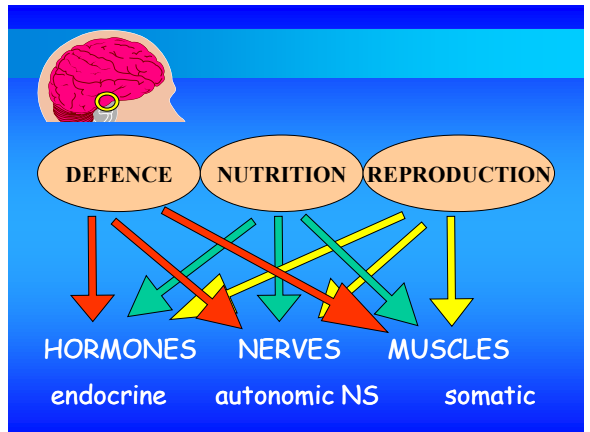 DEFENCE NUTRITION REPRODUCTION
HORMONES NERVES MUSCLES
endocrine autonomic NS somatic